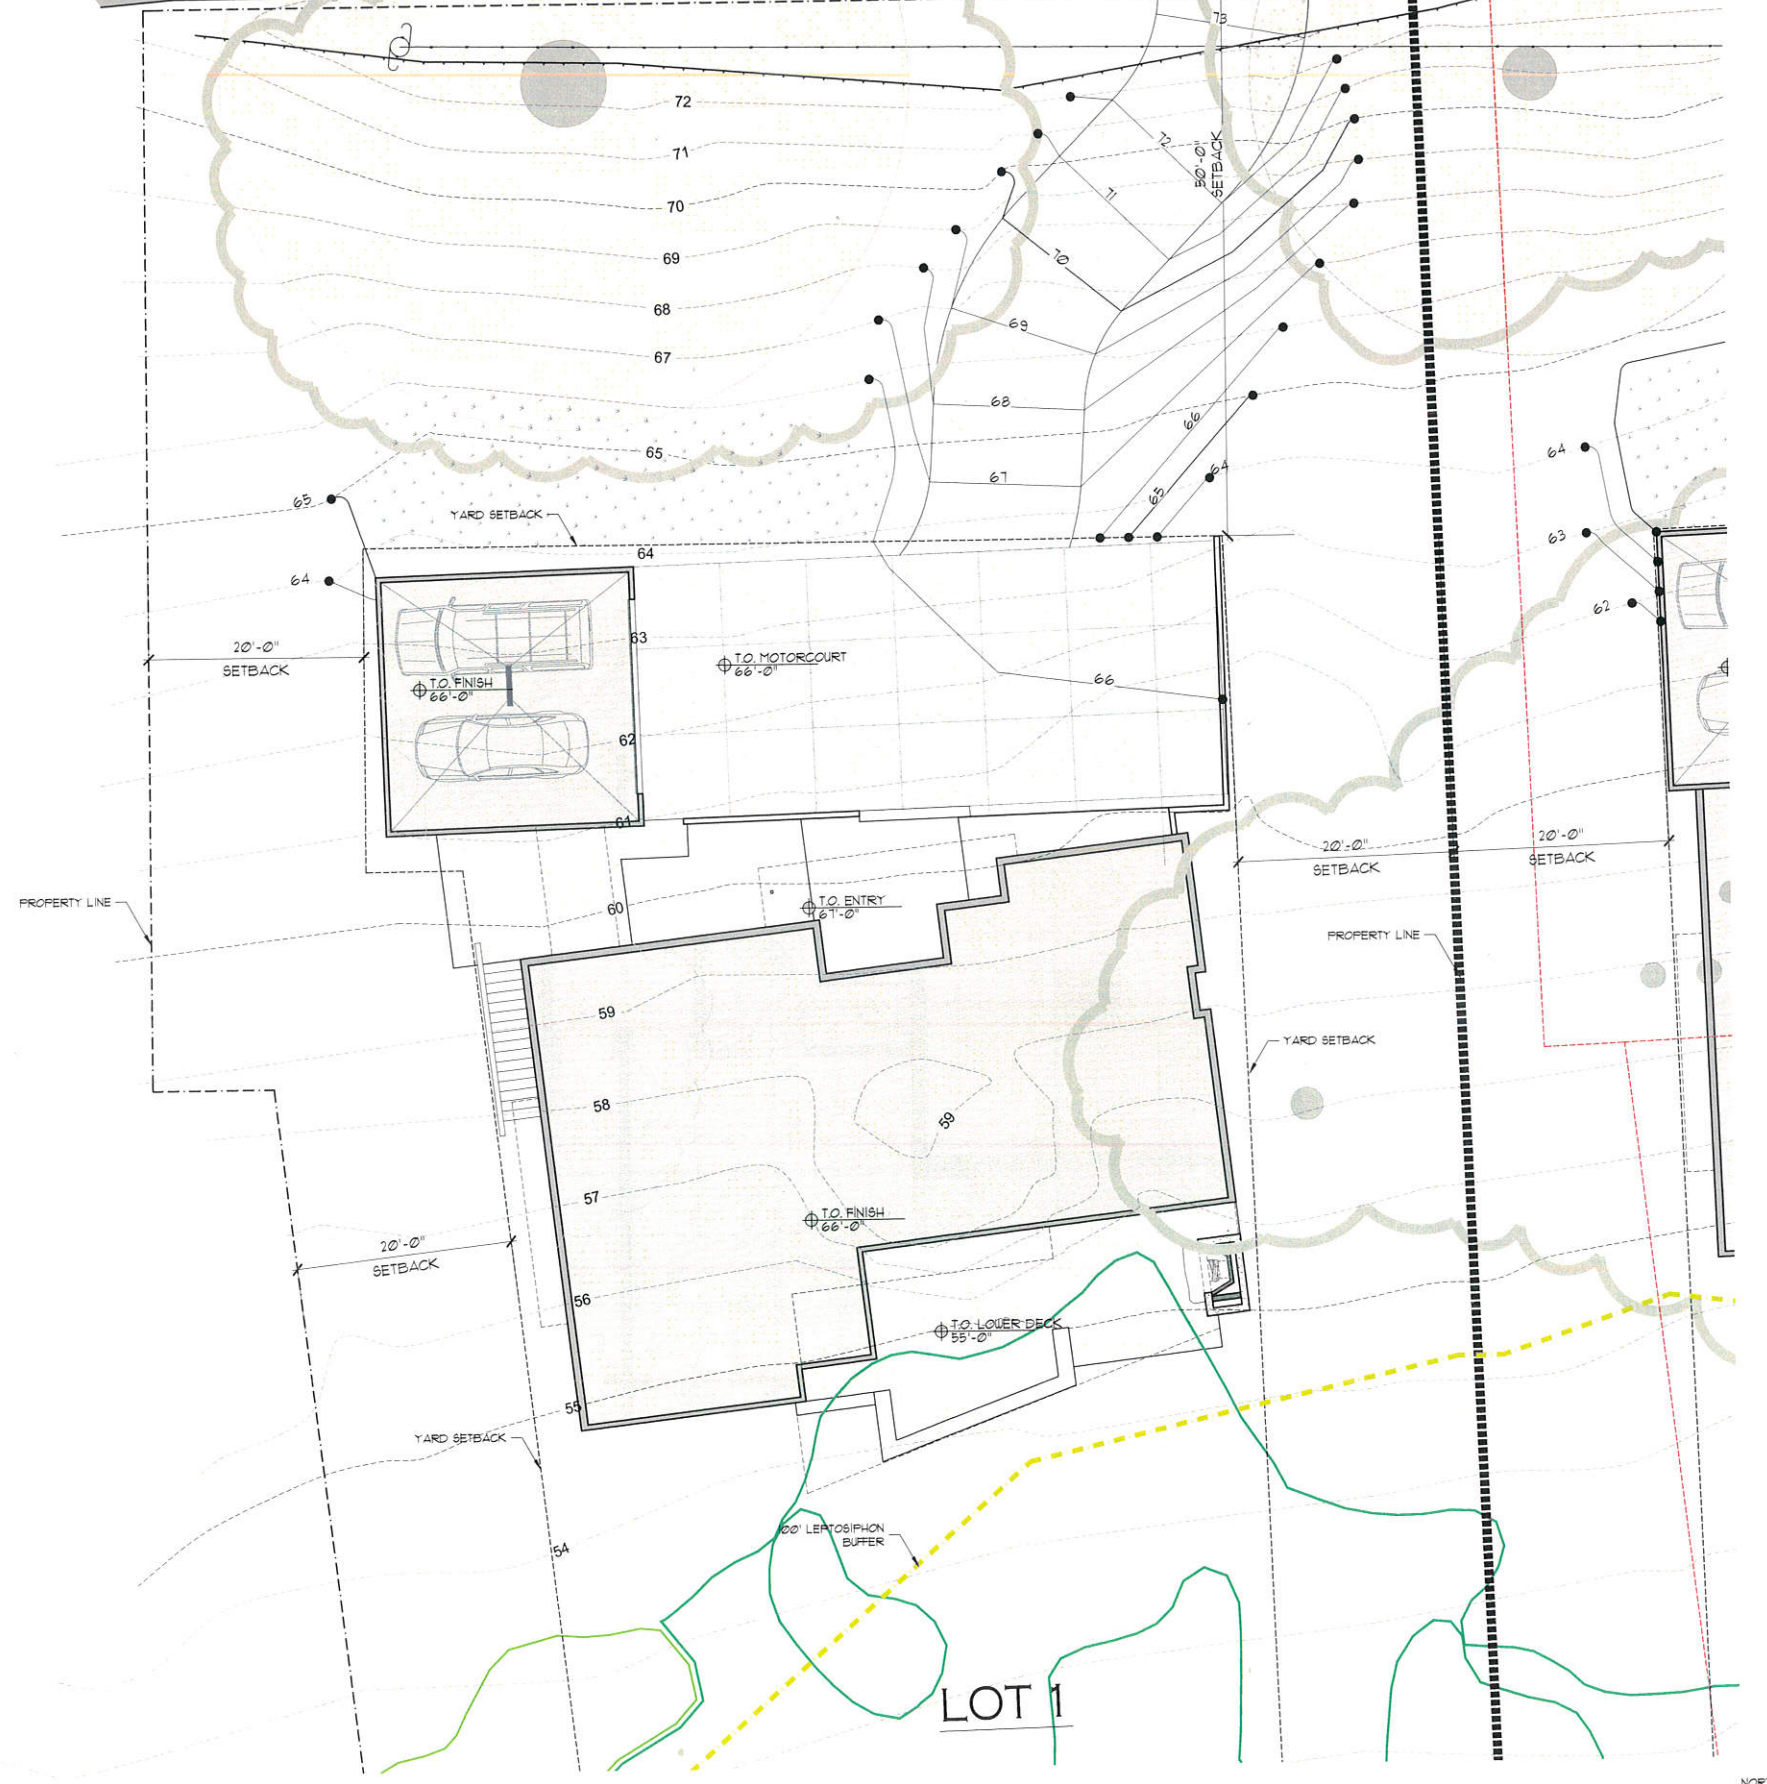 73
72
72
50'-0"
SETBACK
71
71
70
69
70
68
69
67
68
66
65
64
67
64
65
65
63
YARD SETBACK
64
64
62
63
20'-0"
SETBACK
T.O. MOTORCOURT
66'-0"
T.O. FINISH
66'-0"
66
62
61
20'-0"
SETBACK
20'-0"
SETBACK
PROPERTY LINE
60
T.O. ENTRY
67'-0"
PROPERTY LINE
59
YARD SETBACK
58
59
57
T.O. FINISH
66'-0"
20'-0"
SETBACK
56
T.O. LOWER DECK
55'-0"
55
YARD SETBACK
54
100' LEPTOSIPHON
BUFFER
LOT 1